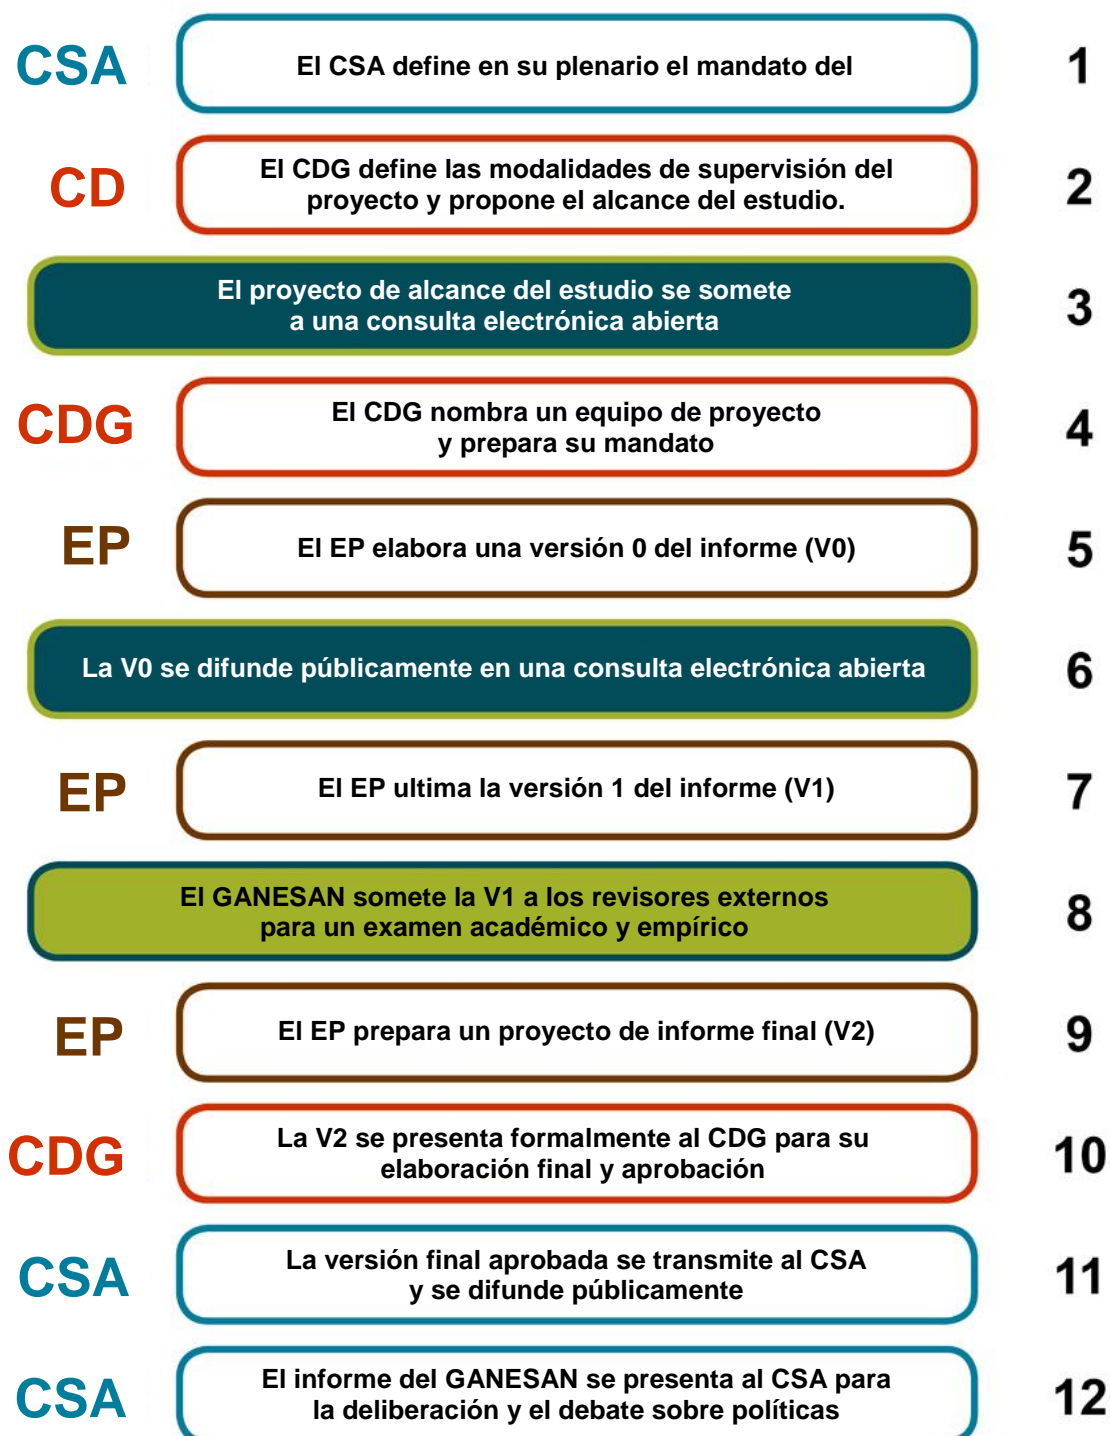 CSA
El CSA define en su plenario el mandato del
1
CD
El CDG define las modalidades de supervisión del
proyecto y propone el alcance del estudio.
2
El proyecto de alcance del estudio se somete
a una consulta electrónica abierta
3
CDG
El CDG nombra un equipo de proyecto
y prepara su mandato
4
EP
El EP elabora una versión 0 del informe (V0)
5
La V0 se difunde públicamente en una consulta electrónica abierta
6
EP
El EP ultima la versión 1 del informe (V1)
7
El GANESAN somete la V1 a los revisores externos
para un examen académico y empírico
8
EP
El EP prepara un proyecto de informe final (V2)
9
CDG
La V2 se presenta formalmente al CDG para su
elaboración final y aprobación
10
CSA
La versión final aprobada se transmite al CSA
y se difunde públicamente
11
CSA
El informe del GANESAN se presenta al CSA para
la deliberación y el debate sobre políticas
12